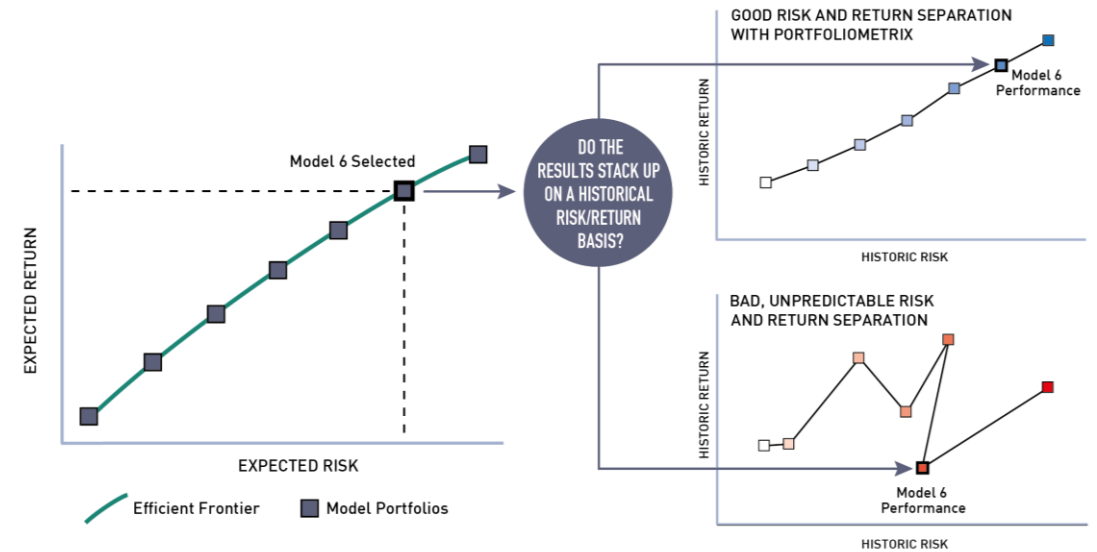 EXPECTED RETURN
Model 6 Selected
EXPECTED RISK
Efficient Frontier
Model Portfolios
DO THE
RESULTS STACK UP
ON A HISTORICAL
RISK/RETURN
BASIS?
GOOD RISK AND RETURN SEPARATION
WITH PORTFOLIOMETRIX
HISTORIC RETURN
Model 6
Performance
HISTORIC RISK
BAD, UNPREDICTABLE RISK
AND RETURN SEPARATION
HISTORIC RETURN
Model 6
Performance
HISTORIC RISK